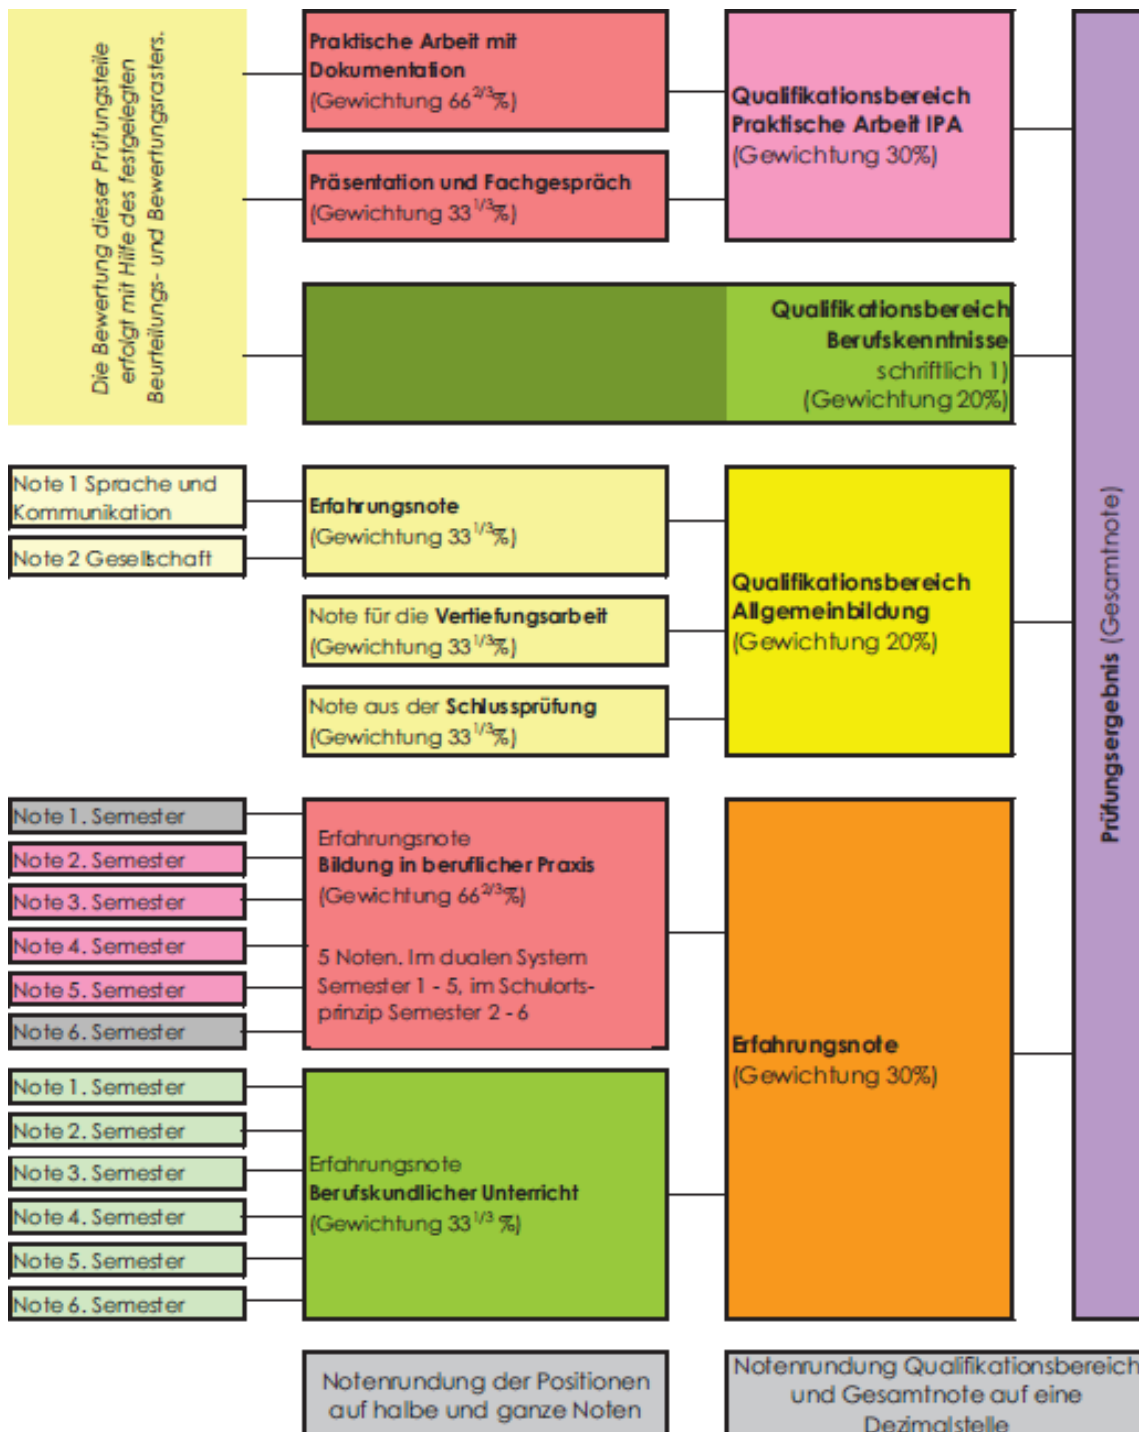 Die Bewertung dieser Prüfungsteile
erfolgt mit Hilfe des festgelegten
Beurteilungs- und Bewertungsrasters.
Praktische Arbeit mit
Dokumentation
(Gewichtung 66 2/3%)
Präsentation und Fachgespräch
(Gewichtung 33 1/3%)
Qualifikationsbereich
Praktische Arbeit IPA
(Gewichtung 30%)
Qualifikationsbereich
Berufskenntnisse
schriftlich 1)
(Gewichtung 20%)
Note 1 Sprache und
Kommunikation
Note 2 Gesellschaft
Erfahrungsnote
(Gewichtung 33 1/3%)
Note für die Vertiefungsarbeit
(Gewichtung 33 1/3%)
Note aus der Schlussprüfung
(Gewichtung 33 1/3%)
Qualifikationsbereich
Allgemeinbildung
(Gewichtung 20%)
Note 1. Semester
Note 2. Semester
Note 3. Semester
Note 4. Semester
Note 5. Semester
Note 6. Semester
Erfahrungsnote
Bildung in beruflicher Praxis
(Gewichtung 66 2/3%)
5 Noten. Im dualen System
Semester 1 - 5, im Schulorts-
prinzip Semester 2 - 6
Note 1. Semester
Note 2. Semester
Note 3. Semester
Note 4. Semester
Note 5. Semester
Note 6. Semester
Erfahrungsnote
Berufskundlicher Unterricht
(Gewichtung 33 1/3 %)
Erfahrungsnote
(Gewichtung 30%)
Prüfungsergebnis (Gesamtnote)
Notenrundung der Positionen
auf halbe und ganze Noten
Notenrundung Qualifikationsbereich
und Gesamtnote auf eine
Dezimalstelle